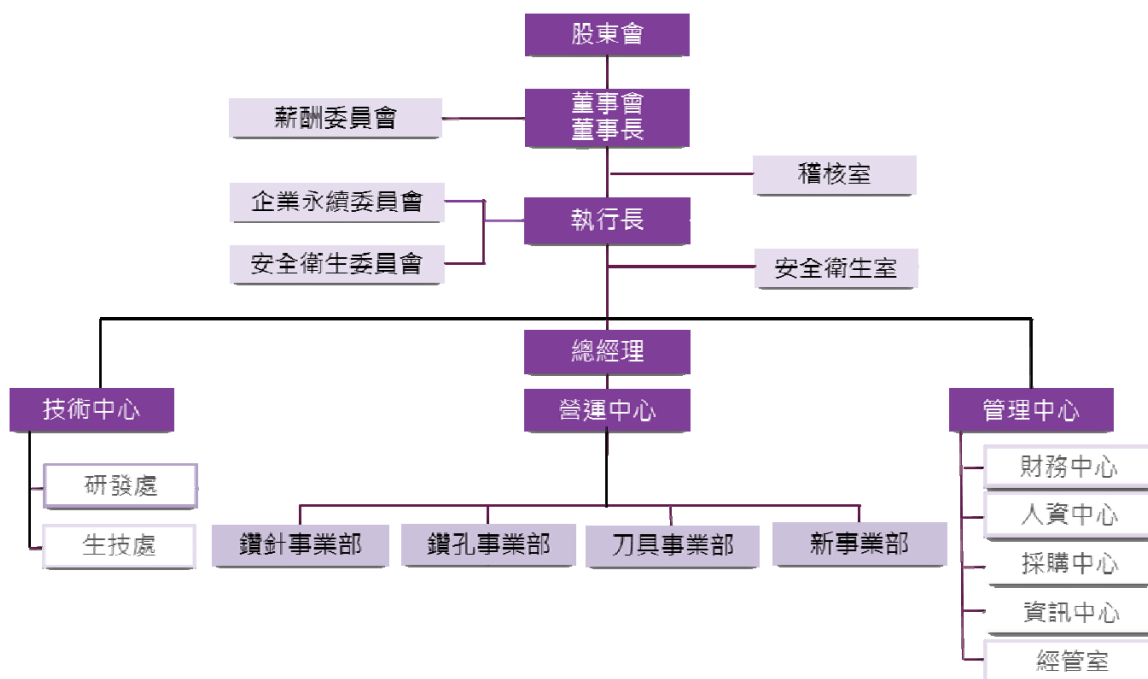 股東會
董事會
董事長
薪酬委員會
稽核室
企業永續委員會
執行長
安全衛生委員會
安全衛生室
總經理
技術中心
營運中心
管理中心
研發處
生技處
鑽針事業部
鑽孔事業部
刀具事業部
新事業部
財務中心
人資中心
採購中心
資訊中心
經管室